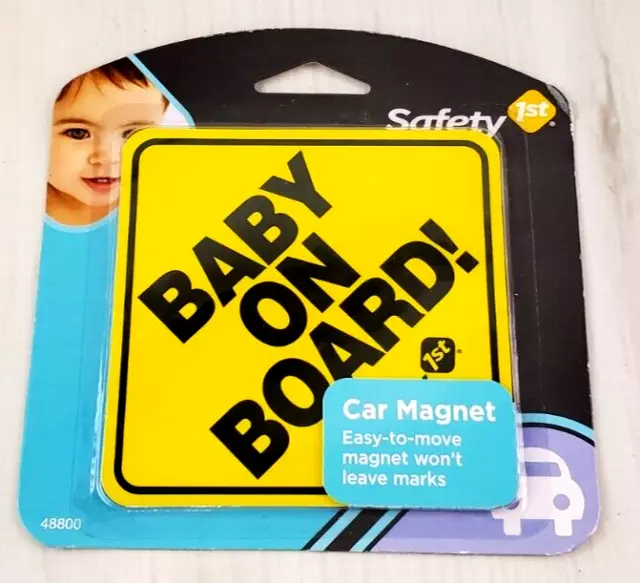 Safety 1st®
BABY
ON
BOARD!
1st®
Car Magnet
Easy-to-move
magnet won't
leave marks
48800